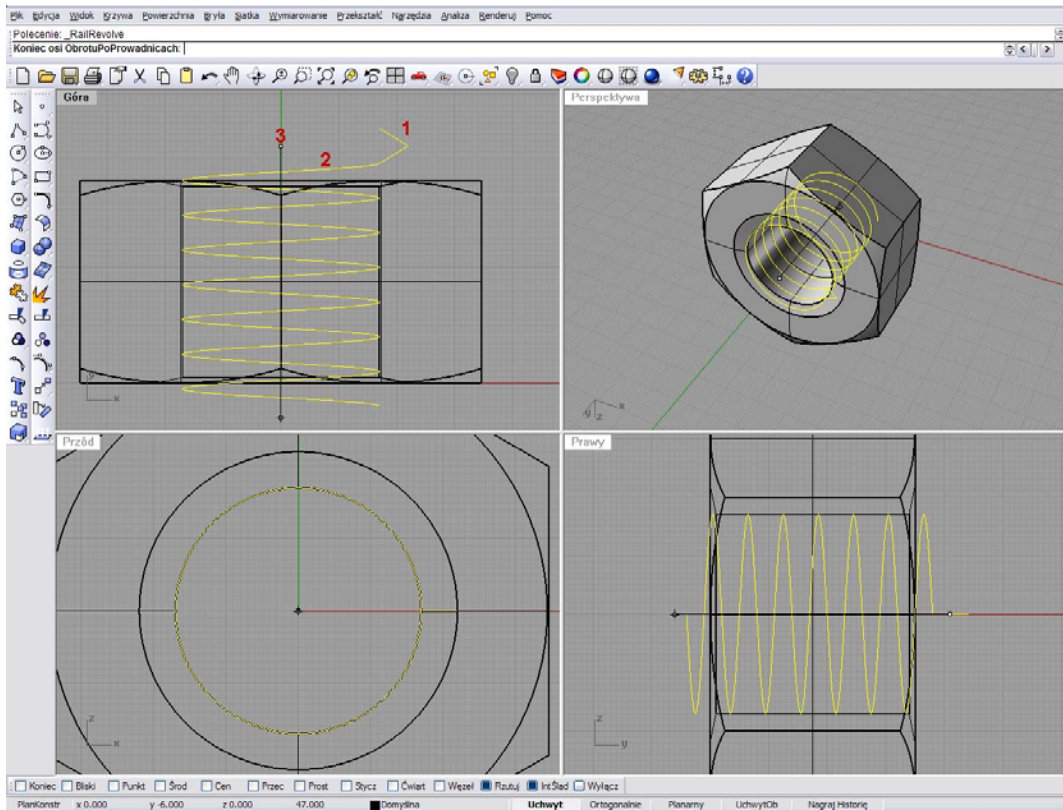 Plik Edycja Widok Krzywa Powierzchnia Bryła Siatka Wymiarowanie Przekształć Narzędzia Analiza Renderuj Pomoc
Polecenie: _RailRevolve
Koniec osi ObrotuPoProwadnicach:
Góra
1
3
2
y
x
Perspektywa
x
y
z
Przód
z
x
Prawy
z
y
Koniec Bliski Punkt Środ Cen Przec Prost Stycz Ćwiart Węzeł Rzutuj IntŚlad Wyłącz
PlanKonstr x 0.000 y -6.000 z 0.000 47.000 Domyślna Uchwyt Ortogonalnie Planarny UchwytOb Nagraj Historię